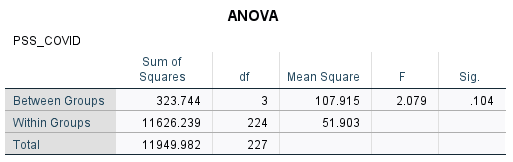 ANOVA
PSS_COVID
Sum of Squares df Mean Square F Sig.
Between Groups 323.744 3 107.915 2.079 .104
Within Groups 11626.239 224 51.903
Total 11949.982 227